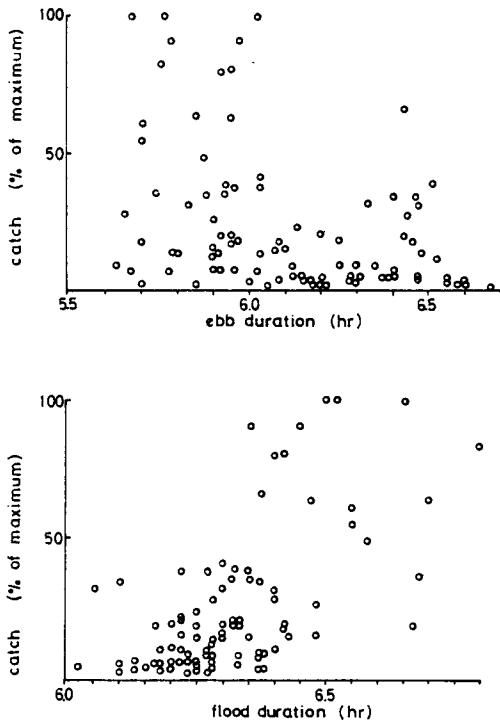 100
50
catch (% of maximum)
5.5 6.0 6.5
ebb duration (hr)
100
50
catch (% of maximum)
6.0 6.5
flood duration (hr)